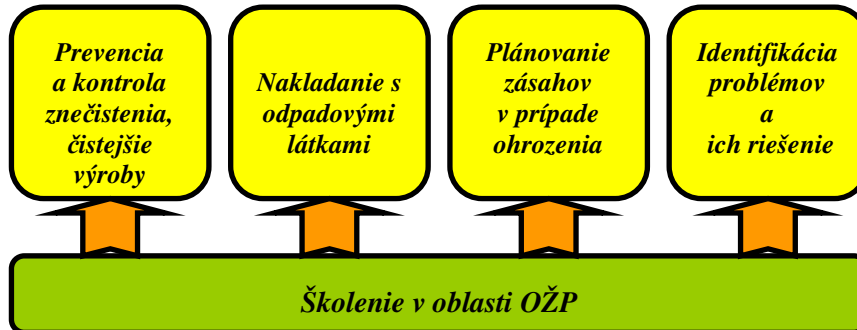 Prevencia
a kontrola
znečistenia,
čistejšie
výroby
Nakladanie s
odpadovými
látkami
Plánovanie
zásahov
v prípade
ohrozenia
Identifikácia
problémov
a
ich riešenie
Školenie v oblasti OŽP